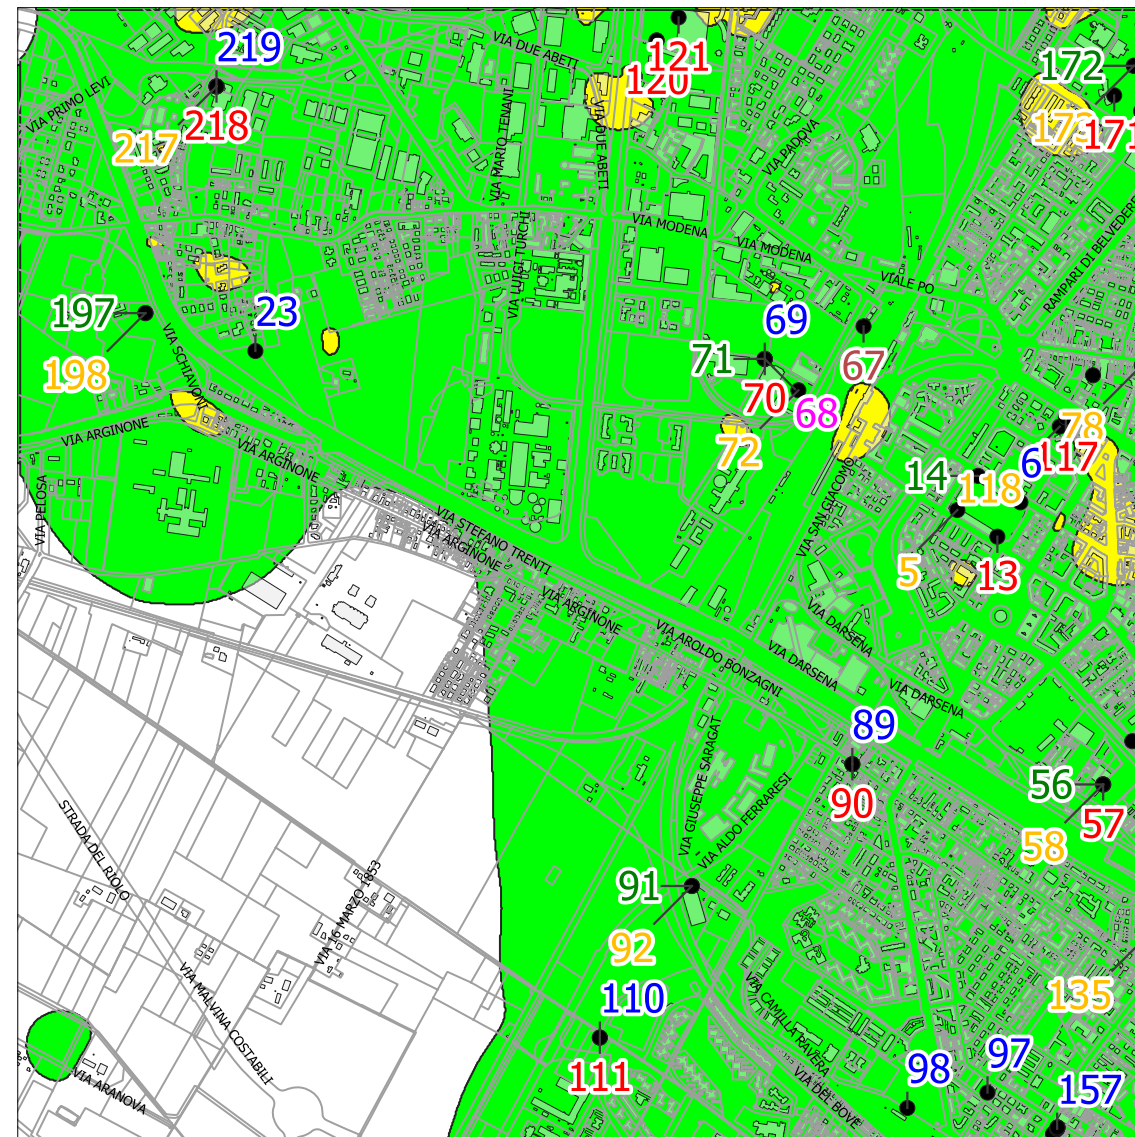 219
121
120
172
173
171
218
217
VIA DUE ABETI
VIA PRIMO LEVI
VIA MARIO TENANI
VIA DUE ABETI
VIA PADOVA
VIA MODENA
VIA MODENA
VIALE PO
RAMPARI DI BELVEDERE
VIA LUIGI TURCHI
197
198
23
69
71
70
68
67
72
VIA SCHIAVONI
VIA ARGINONE
VIA ARGINONE
VIA PELOSA
78
117
6
14
118
5
13
VIA SAN GIACOMO
VIA STEFANO TRENTI
VIA ARGINONE
VIA ARGINONE
VIA AROLDO BONZAGNI
VIA DARSENA
VIA DARSENA
VIA DARSENA
89
90
56
57
58
VIA GIUSEPPE SARAGAT
VIA ALDO FERRARESI
STRADA DEL RIOLO
VIA 16 MARZO 1853
VIA MALVINA COSTABILI
VIA ARANOVA
91
92
110
111
135
VIA CAMILLA RAVERA
VIA DEL BOVE
98
97
157